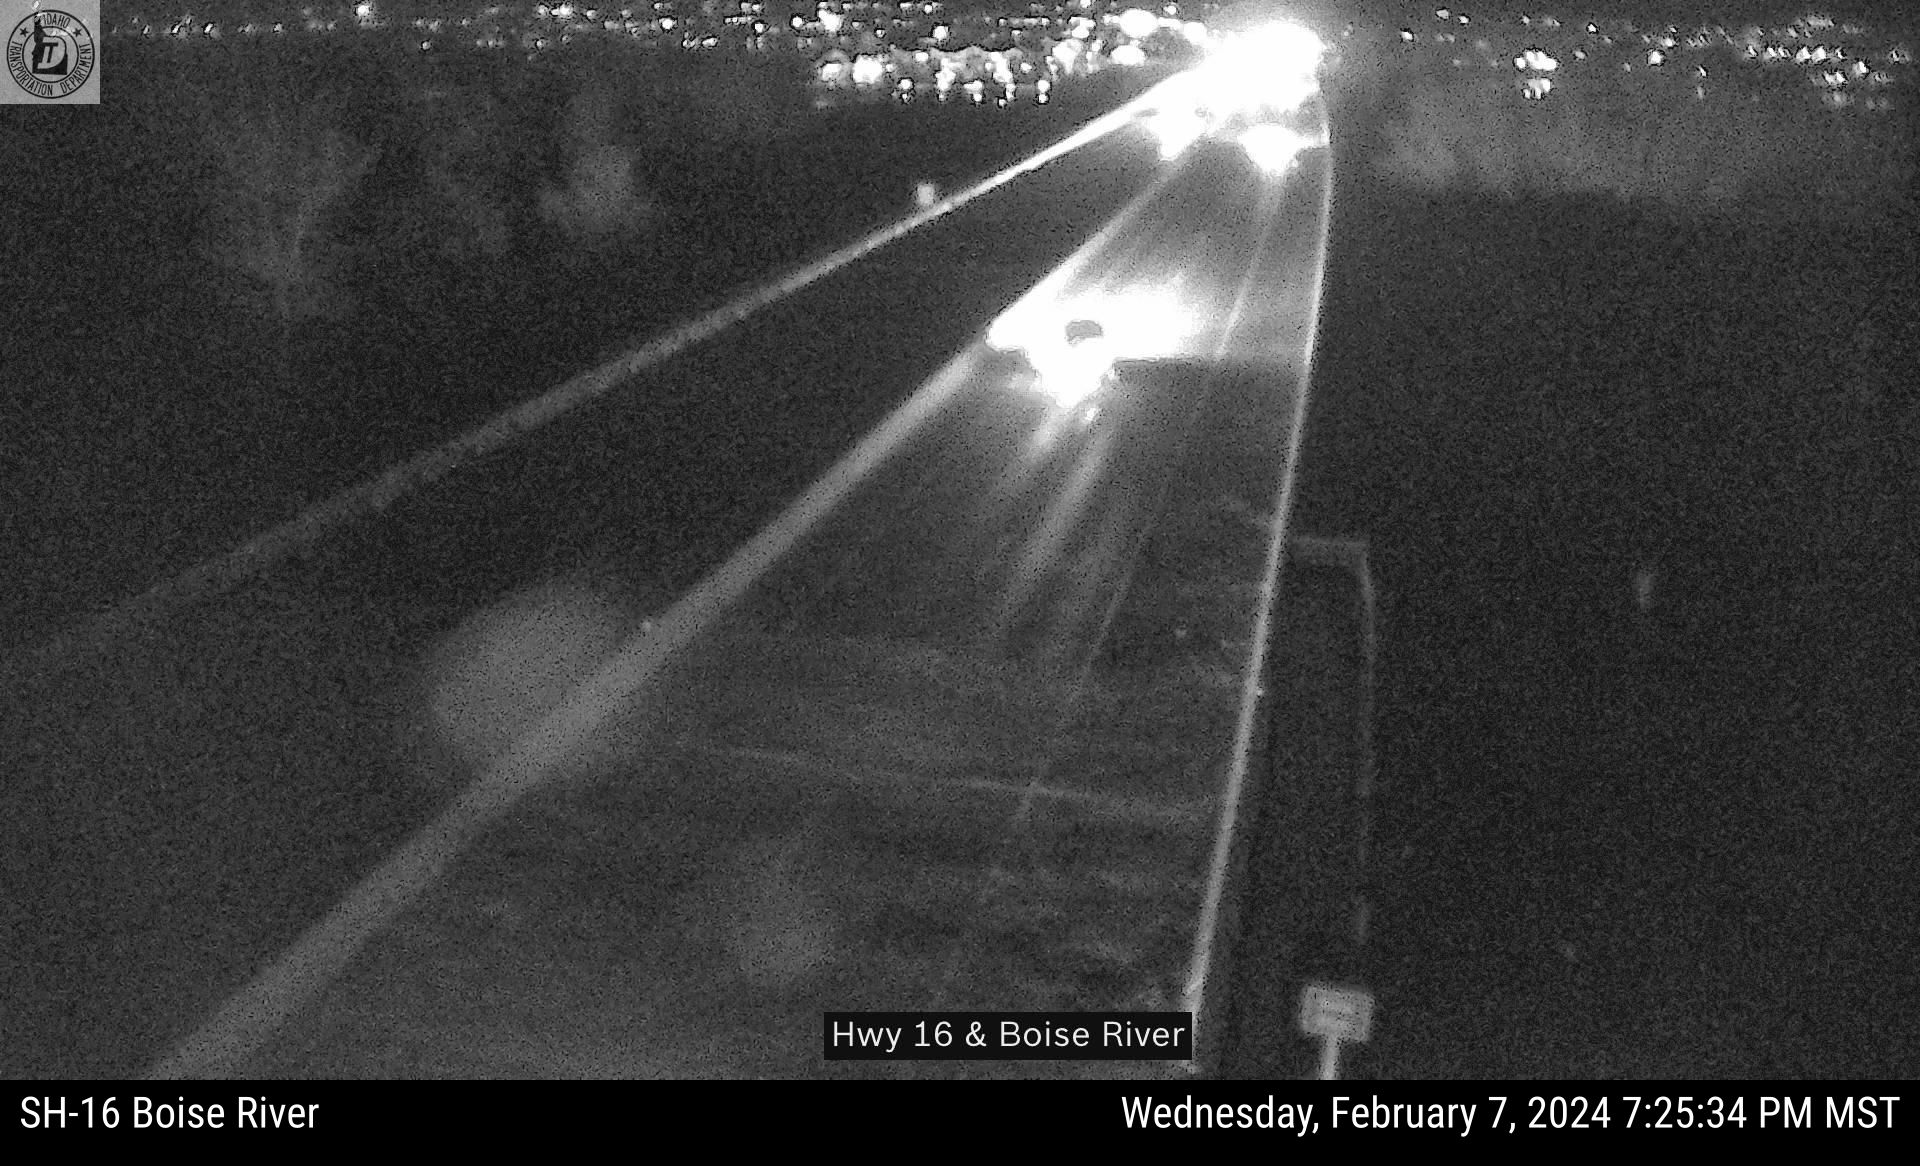 IDAHO
TRANSPORTATION DEPARTMENT
Hwy 16 & Boise River
SH-16 Boise River
Wednesday, February 7, 2024 7:25:34 PM MST